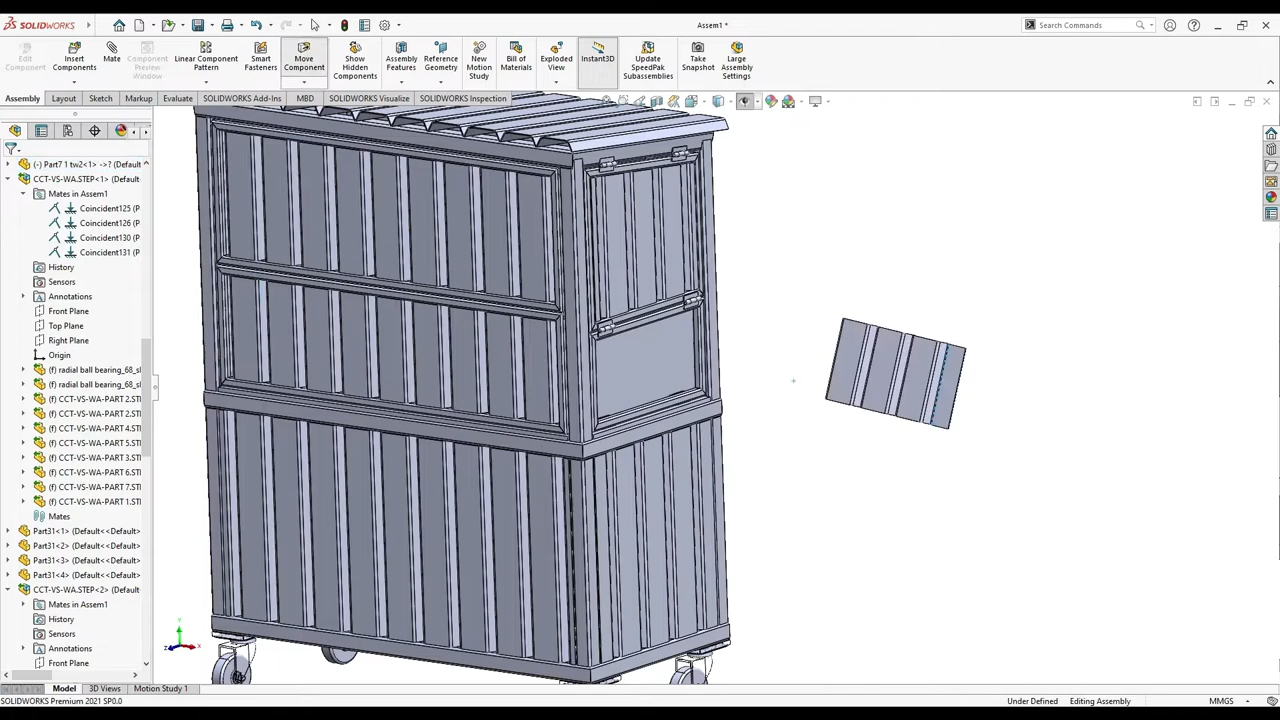 SOLIDWORKS
Assem1 *
Search Commands
Edit Component
Insert Components
Mate
Component Preview Window
Linear Component Pattern
Smart Fasteners
Move Component
Show Hidden Components
Assembly Features
Reference Geometry
New Motion Study
Bill of Materials
Exploded View
Instant3D
Update SpeedPak Subassemblies
Take Snapshot
Large Assembly Settings
Assembly Layout Sketch Markup Evaluate SOLIDWORKS Add-Ins MBD SOLIDWORKS Visualize SOLIDWORKS Inspection
(-) Part7 1 tw2<1> ->? (Default
CCT-VS-WA.STEP<1> (Default-
Mates in Assem1
Coincident125 (P
Coincident126 (P
Coincident130 (P
Coincident131 (P
History
Sensors
Annotations
Front Plane
Top Plane
Right Plane
Origin
(f) radial ball bearing_68_sl
(f) radial ball bearing_68_sl
(f) CCT-VS-WA-PART 2.STI
(f) CCT-VS-WA-PART 4.STI
(f) CCT-VS-WA-PART 5.STI
(f) CCT-VS-WA-PART 3.STI
(f) CCT-VS-WA-PART 6.STI
(f) CCT-VS-WA-PART 7.STI
(f) CCT-VS-WA-PART 1.STI
Mates
Part31<1> (Default<<Default>
Part31<2> (Default<<Default>
Part31<3> (Default<<Default>
Part31<4> (Default<<Default>
CCT-VS-WA.STEP<2> (Default-
Mates in Assem1
History
Sensors
Annotations
Front Plane
Y
Z
X
Model 3D Views Motion Study 1
SOLIDWORKS Premium 2021 SP0.0
Under Defined Editing Assembly MMGS